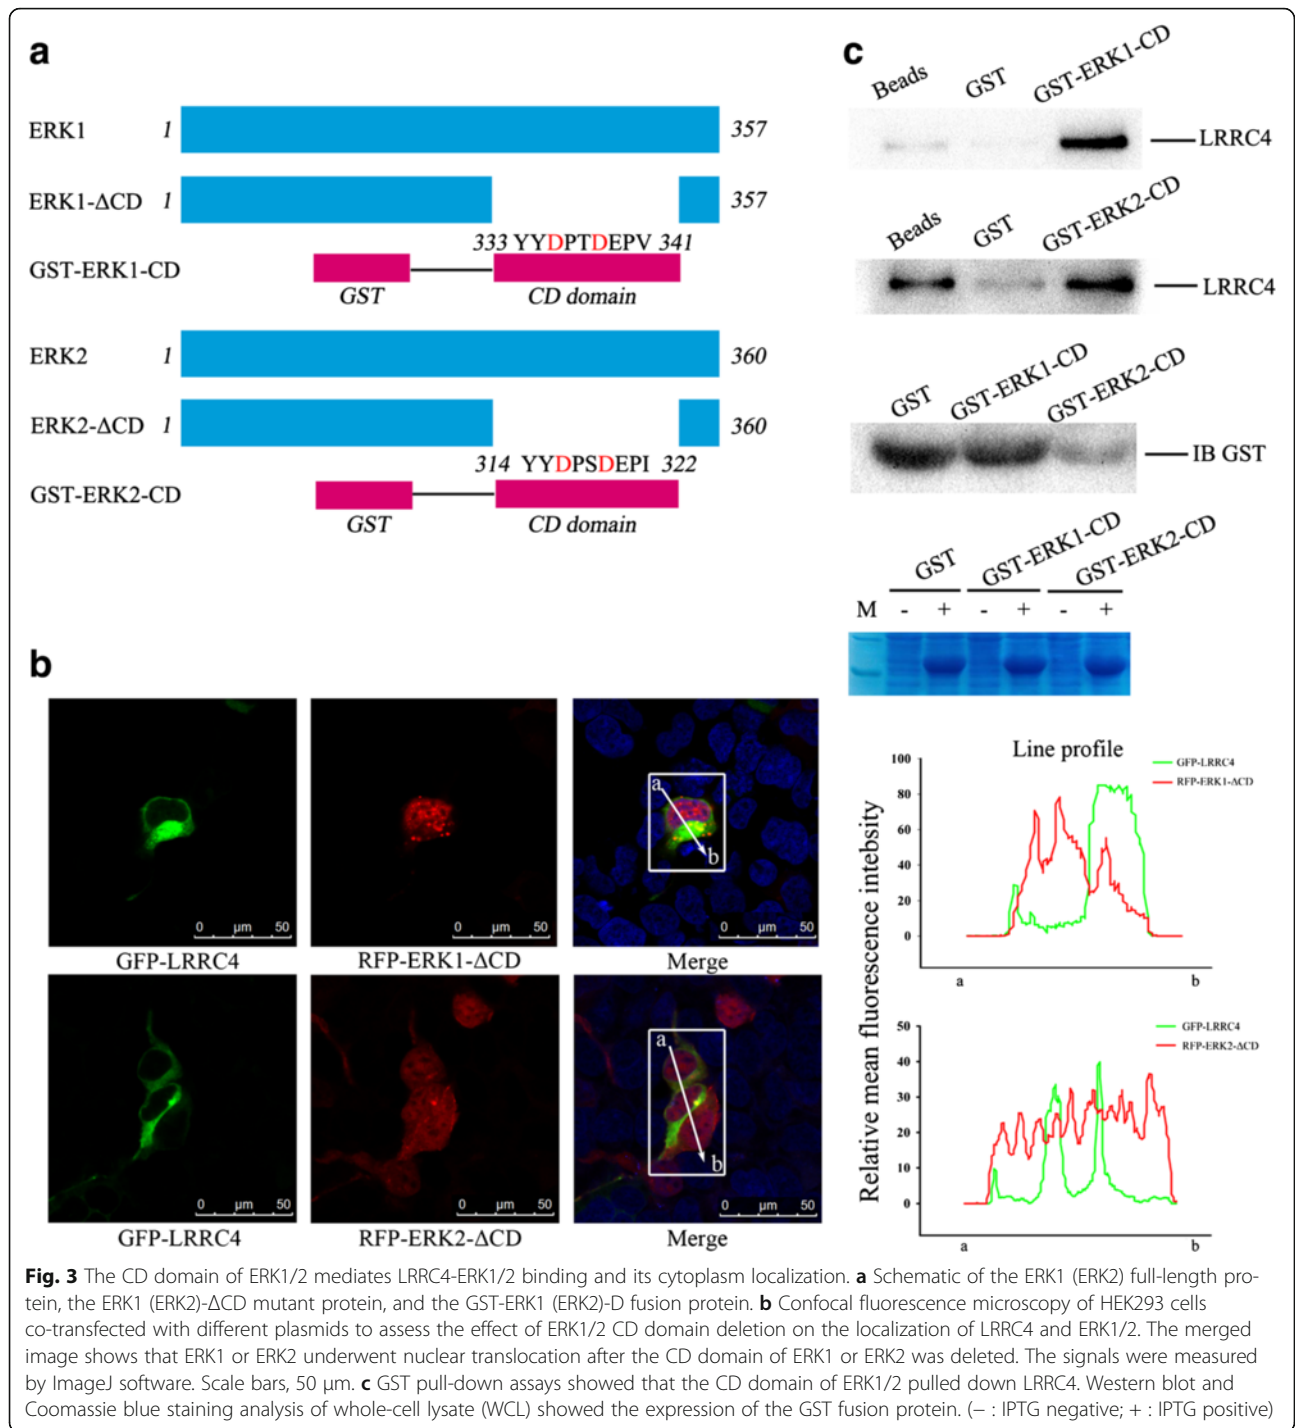 a
ERK1 1 357
ERK1-ΔCD 1 357
333 YYDPTDEPV 341
GST-ERK1-CD
GST CD domain
ERK2 1 360
ERK2-ΔCD 1 360
314 YYDPSDEPI 322
GST-ERK2-CD
GST CD domain
b
a
b
0 µm 50
0 µm 50
0 µm 50
GFP-LRRC4 RFP-ERK1-ΔCD Merge
a
b
0 µm 50
0 µm 50
0 µm 50
GFP-LRRC4 RFP-ERK2-ΔCD Merge
c
Beads GST GST-ERK1-CD
LRRC4
Beads GST GST-ERK2-CD
LRRC4
GST GST-ERK1-CD GST-ERK2-CD
IB GST
GST GST-ERK1-CD GST-ERK2-CD
M - + - + - +
Line profile
Relative mean fluorescence intebsity
GFP-LRRC4
RFP-ERK1-ΔCD
100
80
60
40
20
0
a b
GFP-LRRC4
RFP-ERK2-ΔCD
50
40
30
20
10
0
a b
Fig. 3 The CD domain of ERK1/2 mediates LRRC4-ERK1/2 binding and its cytoplasm localization. a Schematic of the ERK1 (ERK2) full-length pro-
tein, the ERK1 (ERK2)-ΔCD mutant protein, and the GST-ERK1 (ERK2)-D fusion protein. b Confocal fluorescence microscopy of HEK293 cells
co-transfected with different plasmids to assess the effect of ERK1/2 CD domain deletion on the localization of LRRC4 and ERK1/2. The merged
image shows that ERK1 or ERK2 underwent nuclear translocation after the CD domain of ERK1 or ERK2 was deleted. The signals were measured
by ImageJ software. Scale bars, 50 µm. c GST pull-down assays showed that the CD domain of ERK1/2 pulled down LRRC4. Western blot and
Coomassie blue staining analysis of whole-cell lysate (WCL) showed the expression of the GST fusion protein. (− : IPTG negative; + : IPTG positive)